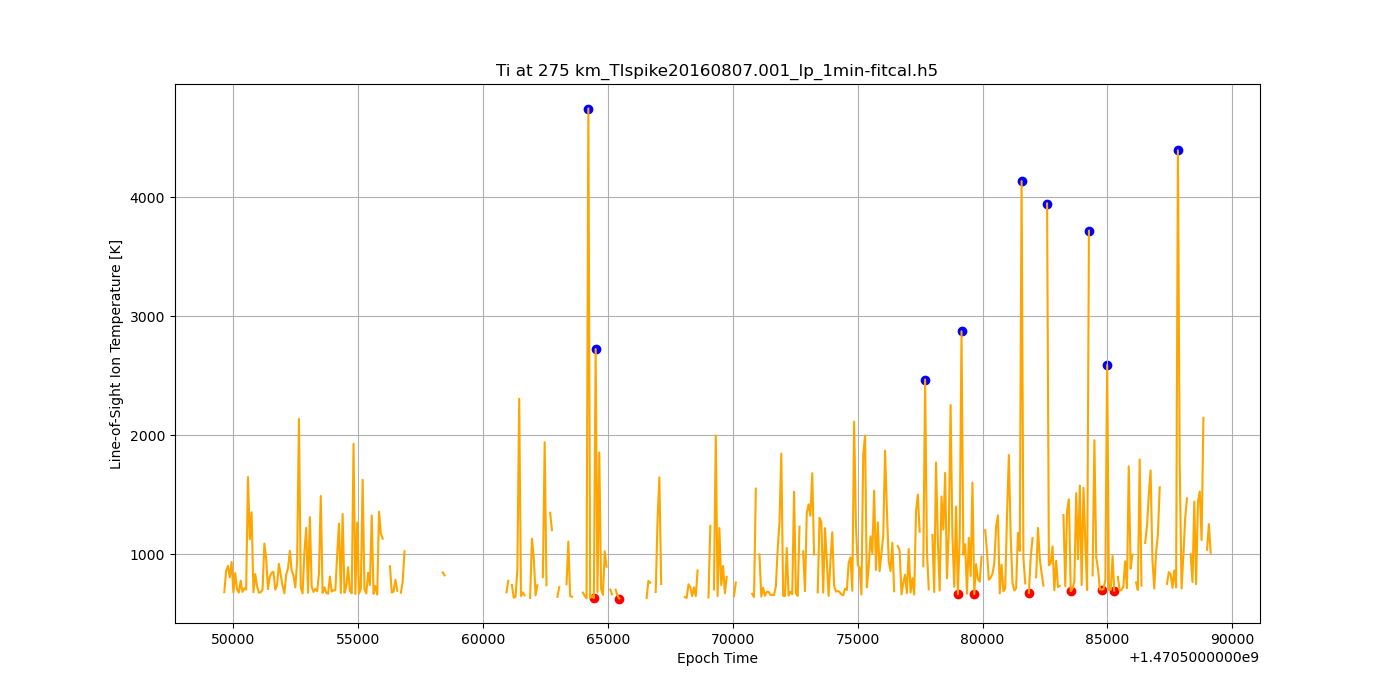 Ti at 275 km_TIspike20160807.001_lp_1min-fitcal.h5
Line-of-Sight Ion Temperature [K]
4000
3000
2000
1000
50000 55000 60000 65000 70000 75000 80000 85000 90000
Epoch Time
+1.4705000000e9